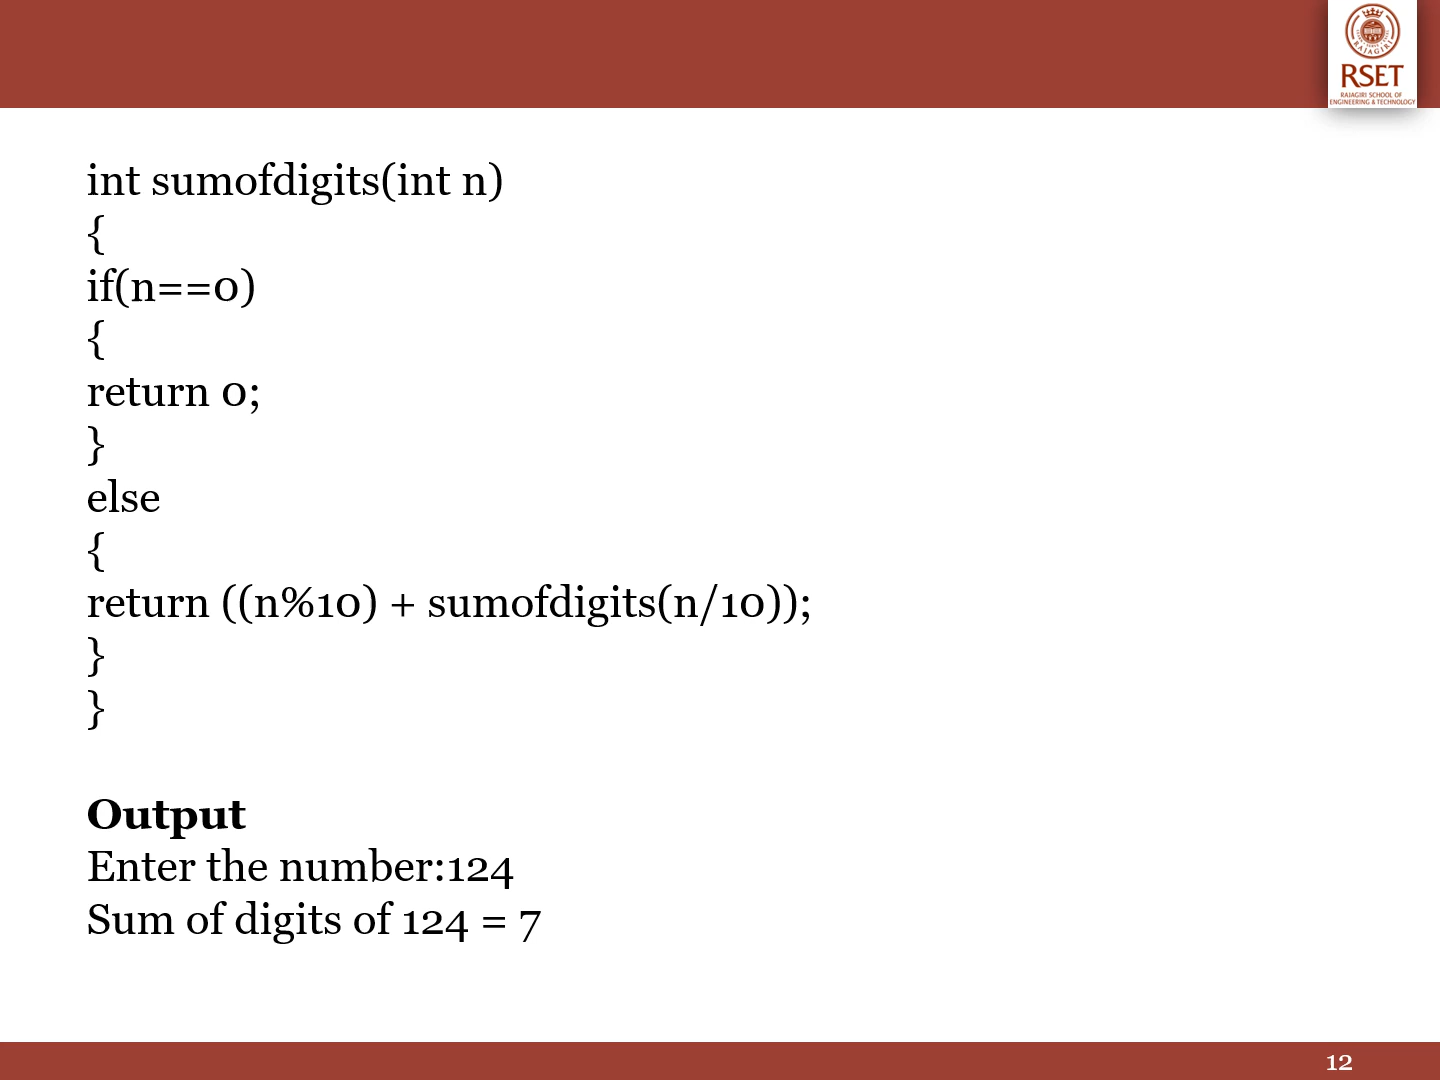 RAJAGIRI
RSET
RAJAGIRI SCHOOL OF
ENGINEERING & TECHNOLOGY
int sumofdigits(int n)
{
if(n==0)
{
return 0;
}
else
{
return ((n%10) + sumofdigits(n/10));
}
}
Output
Enter the number:124
Sum of digits of 124 = 7
12